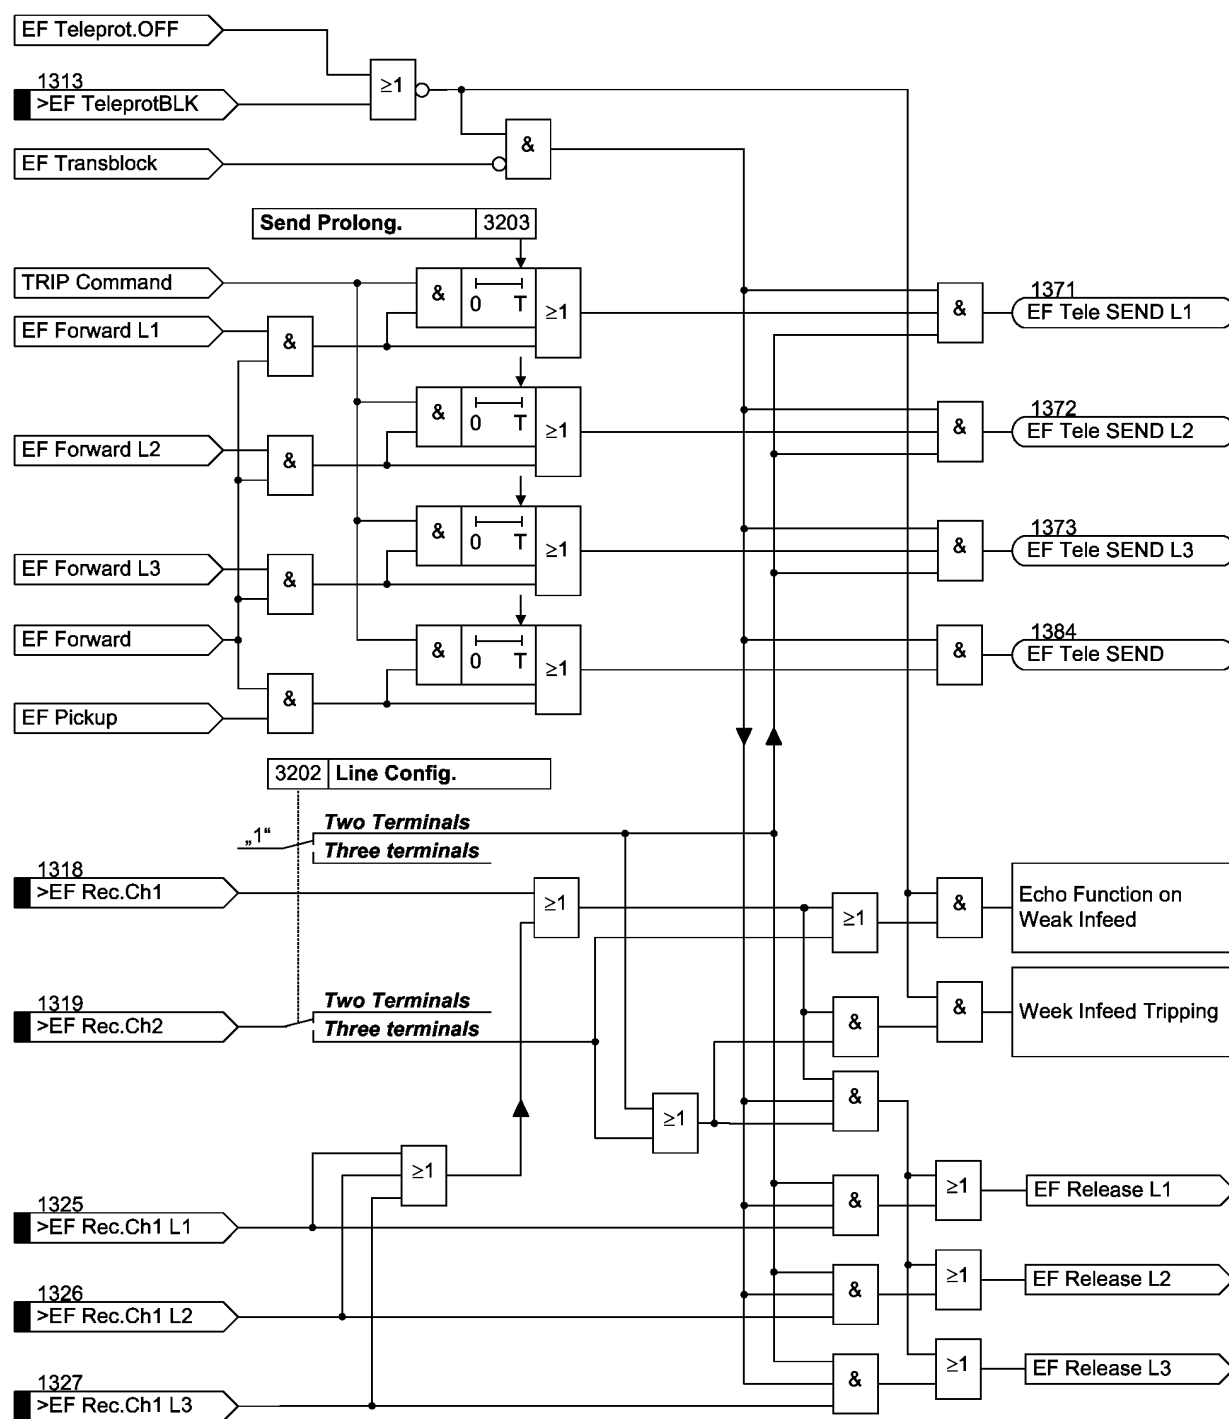 EF Teleprot.OFF
1313
>EF TeleprotBLK
≥1
EF Transblock
&
Send Prolong. 3203
TRIP Command
& 0 T ≥1
& 1371
EF Tele SEND L1
EF Forward L1
&
& 0 T ≥1
& 1372
EF Tele SEND L2
EF Forward L2
&
& 0 T ≥1
& 1373
EF Tele SEND L3
EF Forward L3
&
EF Forward
& 0 T ≥1
& 1384
EF Tele SEND
EF Pickup
&
3202 Line Config.
„1“
Two Terminals
Three terminals
1318
>EF Rec.Ch1
≥1
≥1
&
Echo Function on
Weak Infeed
1319
>EF Rec.Ch2
Two Terminals
Three terminals
&
&
Week Infeed Tripping
≥1
&
≥1
1325
>EF Rec.Ch1 L1
&
≥1
EF Release L1
1326
>EF Rec.Ch1 L2
&
≥1
EF Release L2
1327
>EF Rec.Ch1 L3
&
≥1
EF Release L3